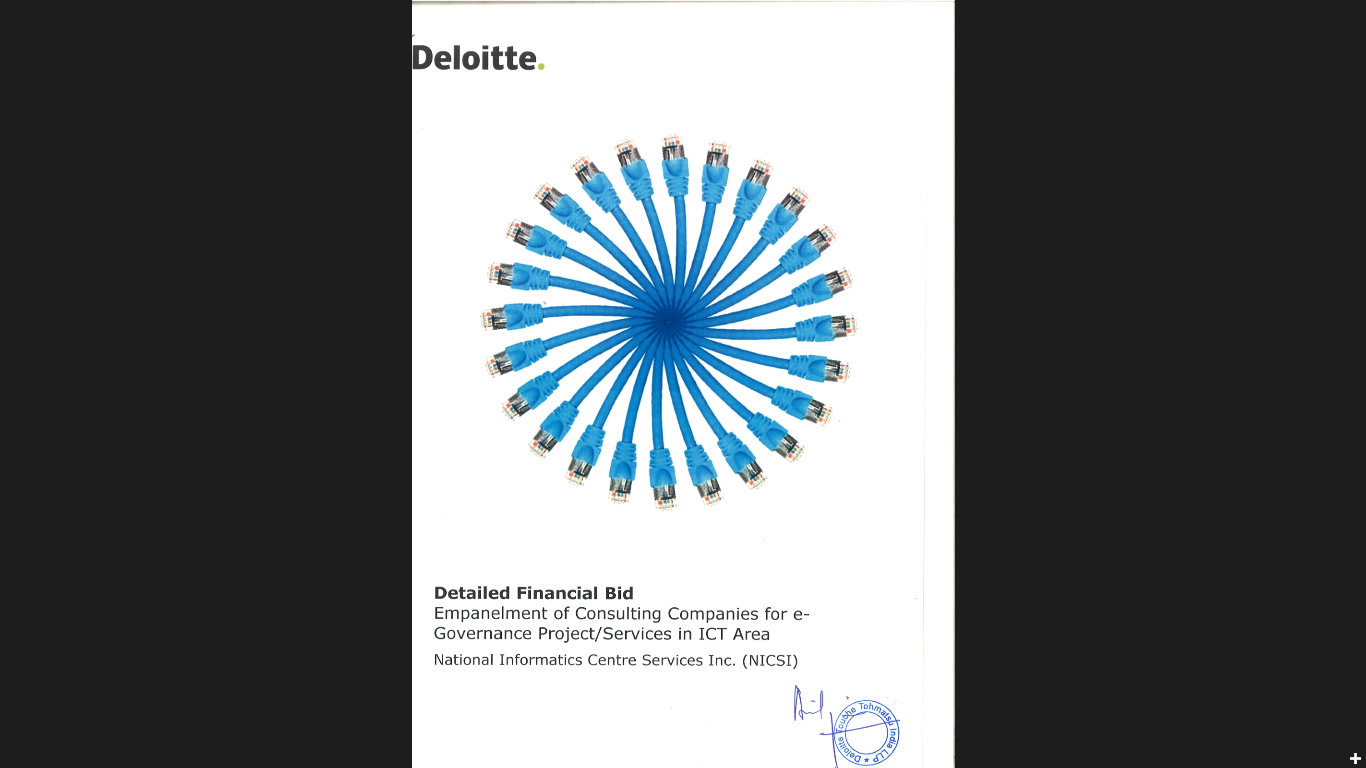 Deloitte.
Detailed Financial Bid
Empanelment of Consulting Companies for e-
Governance Project/Services in ICT Area
National Informatics Centre Services Inc. (NICSI)
Deloitte Touche Tohmatsu India LLP ★